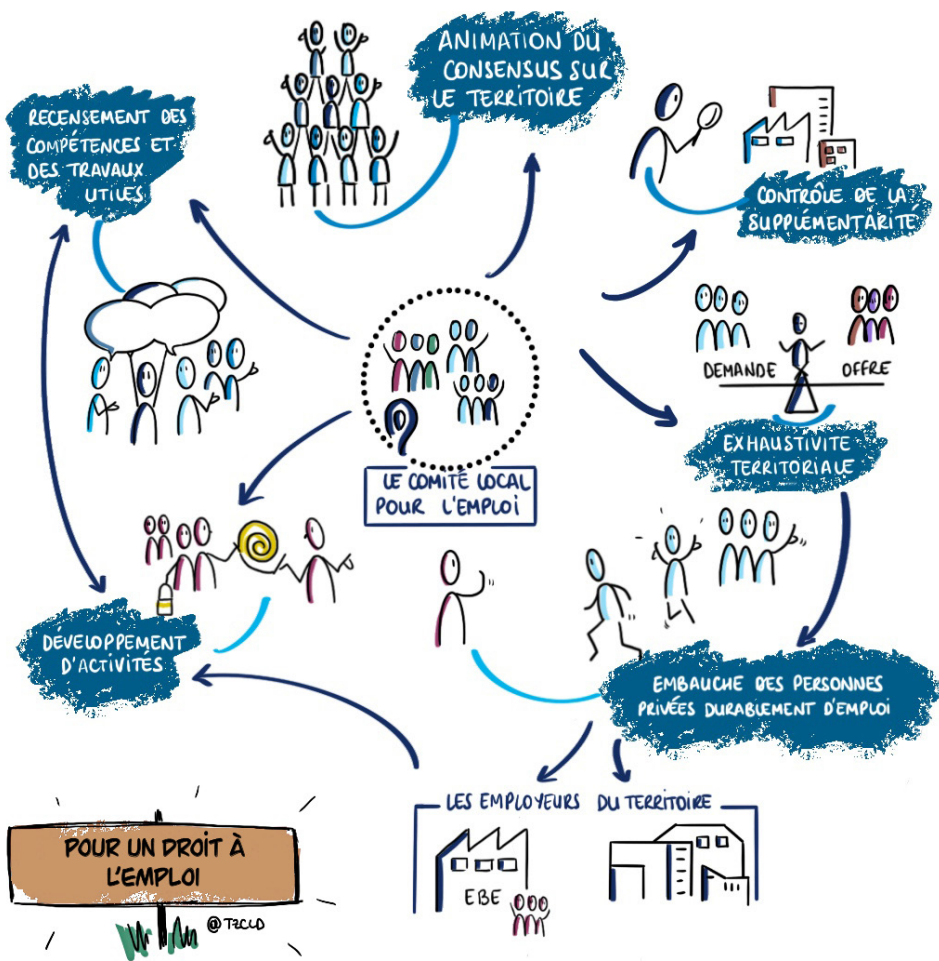 ANIMATION DU
CONSENSUS SUR
LE TERRITOIRE
RECENSEMENT DES
COMPÉTENCES ET
DES TRAVAUX
UTILES
CONTRÔLE DE LA
SUPPLÉMENTARITÉ
DEMANDE
OFFRE
EXHAUSTIVITE
TERRITORIALE
LE COMITÉ LOCAL
POUR L'EMPLOI
DÉVELOPPEMENT
D'ACTIVITÉS
EMBAUCHE DES PERSONNES
PRIVÉES DURABLEMENT D'EMPLOI
LES EMPLOYEURS DU TERRITOIRE
EBE
POUR UN DROIT À
L'EMPLOI
@TZCLD